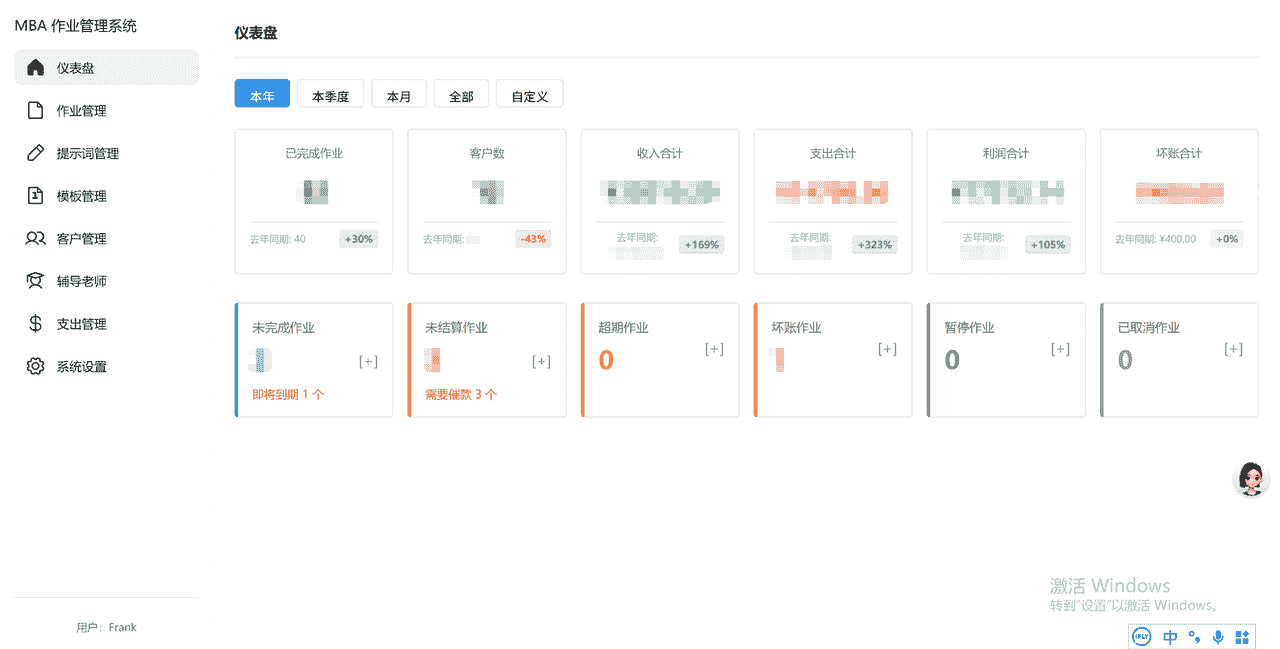 MBA 作业管理系统
仪表盘
作业管理
提示词管理
模板管理
客户管理
辅导老师
支出管理
系统设置
用户: Frank
仪表盘
本年 本季度 本月 全部 自定义
已完成作业
去年同期: 40 +30%
客户数
去年同期: -43%
收入合计
去年同期: +169%
支出合计
去年同期: +323%
利润合计
去年同期: +105%
坏账合计
去年同期: ¥400.00 +0%
未完成作业
[+]
即将到期 1 个
未结算作业
[+]
需要催款 3 个
超期作业
0 [+]
坏账作业
[+]
暂停作业
0 [+]
已取消作业
0 [+]
激活 Windows
转到"设置"以激活 Windows。
iFLY 中